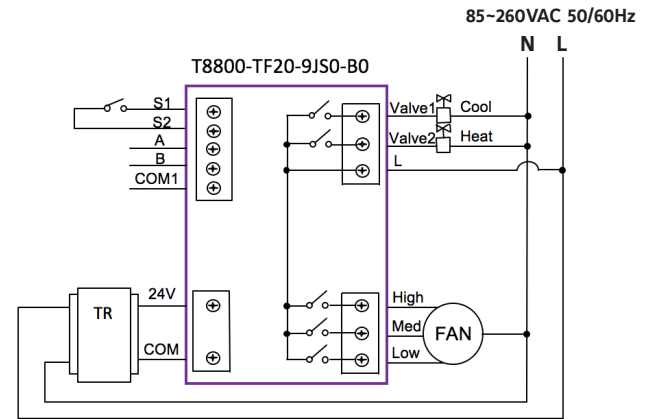 85~260VAC 50/60Hz
N L
T8800-TF20-9JS0-B0
S1
S2
A
B
COM1
Valve1 Cool
Valve2 Heat
L
24V
TR
COM
High
Med
Low
FAN